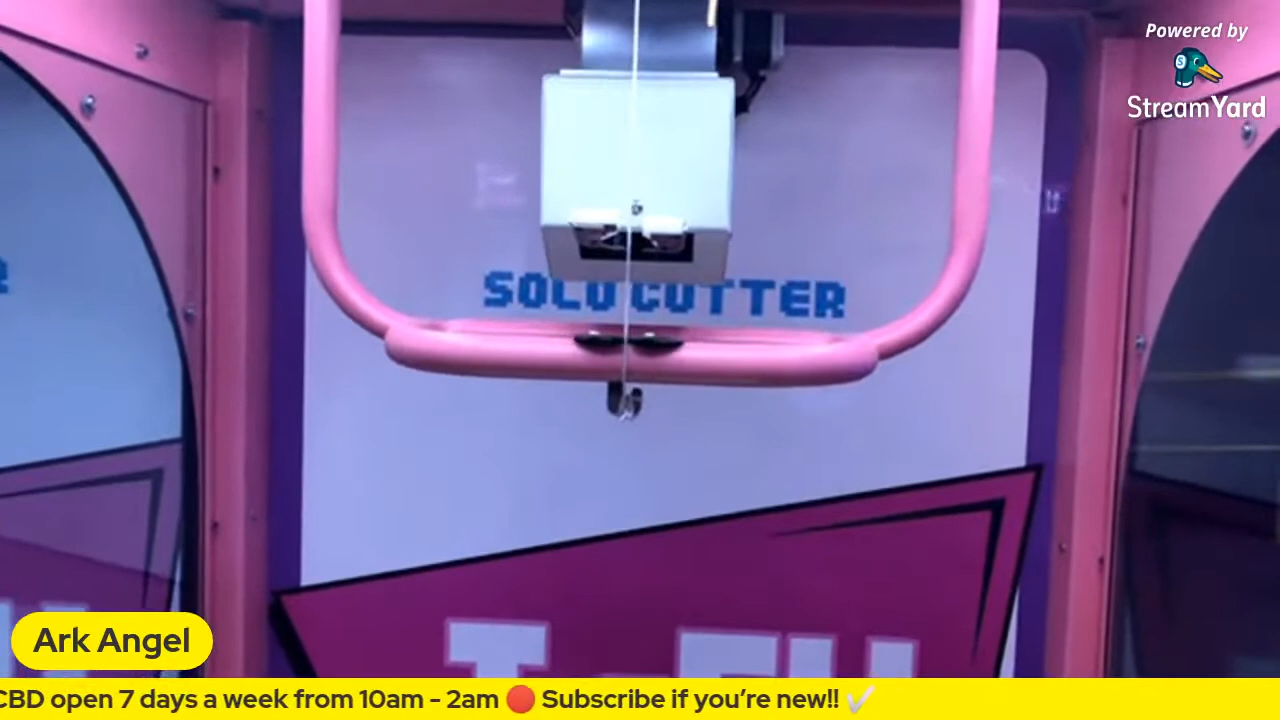 Powered by
StreamYard
SOLO CUTTER
Ark Angel
CBD open 7 days a week from 10am - 2am 🔴 Subscribe if you're new!! ✔️